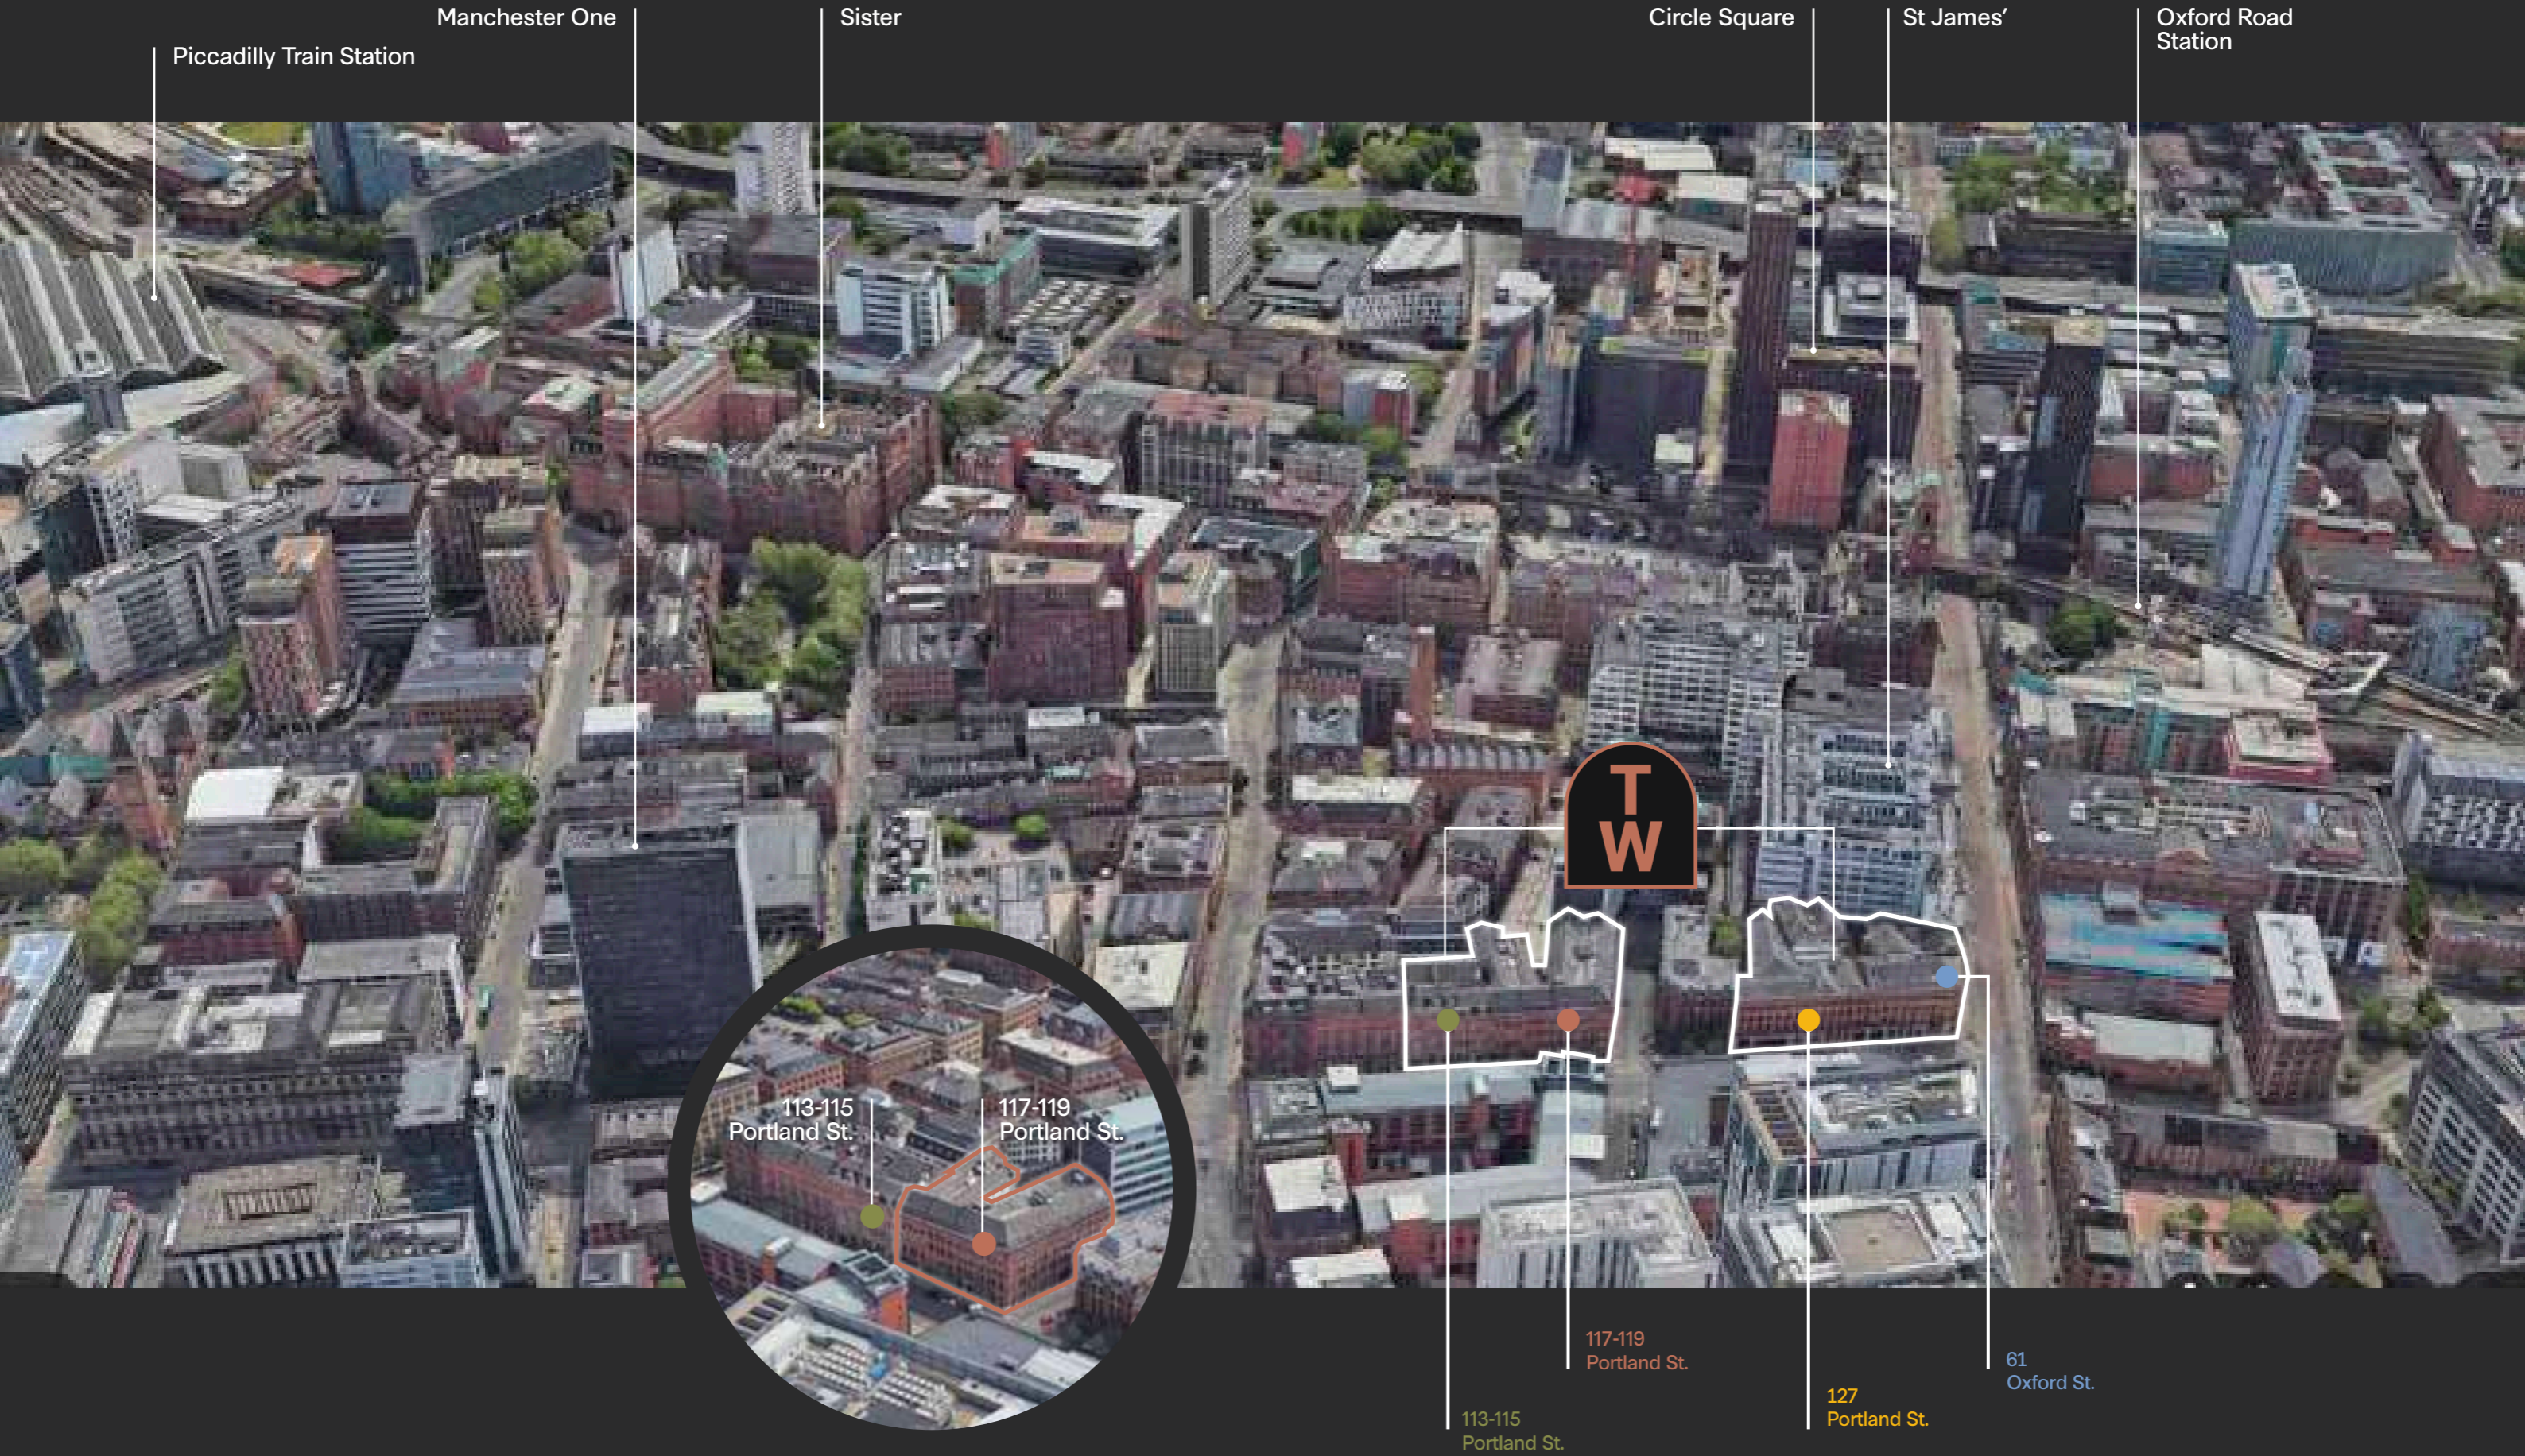 Manchester One
Sister
Circle Square
St James’
Oxford Road
Station
Piccadilly Train Station
T
W
113-115
Portland St.
117-119
Portland St.
117-119
Portland St.
61
Oxford St.
127
Portland St.
113-115
Portland St.